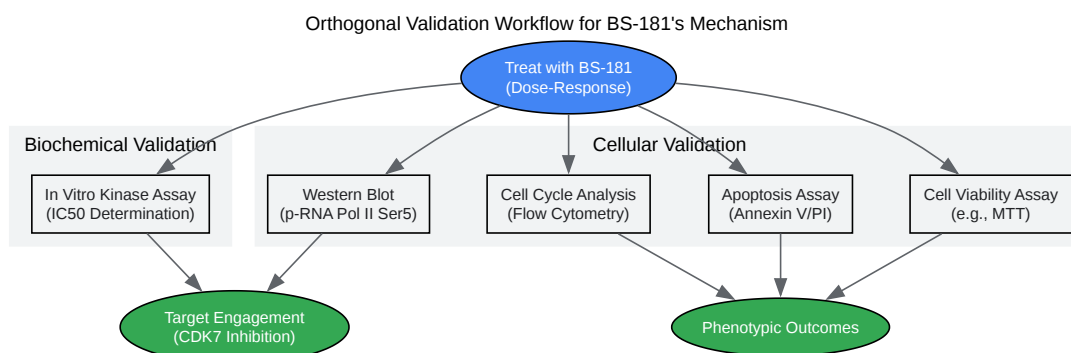 Orthogonal Validation Workflow for BS-181's Mechanism
Treat with BS-181
(Dose-Response)
Biochemical Validation
Cellular Validation
In Vitro Kinase Assay
(IC50 Determination)
Western Blot
(p-RNA Pol II Ser5)
Cell Cycle Analysis
(Flow Cytometry)
Apoptosis Assay
(Annexin V/PI)
Cell Viability Assay
(e.g., MTT)
Target Engagement
(CDK7 Inhibition)
Phenotypic Outcomes